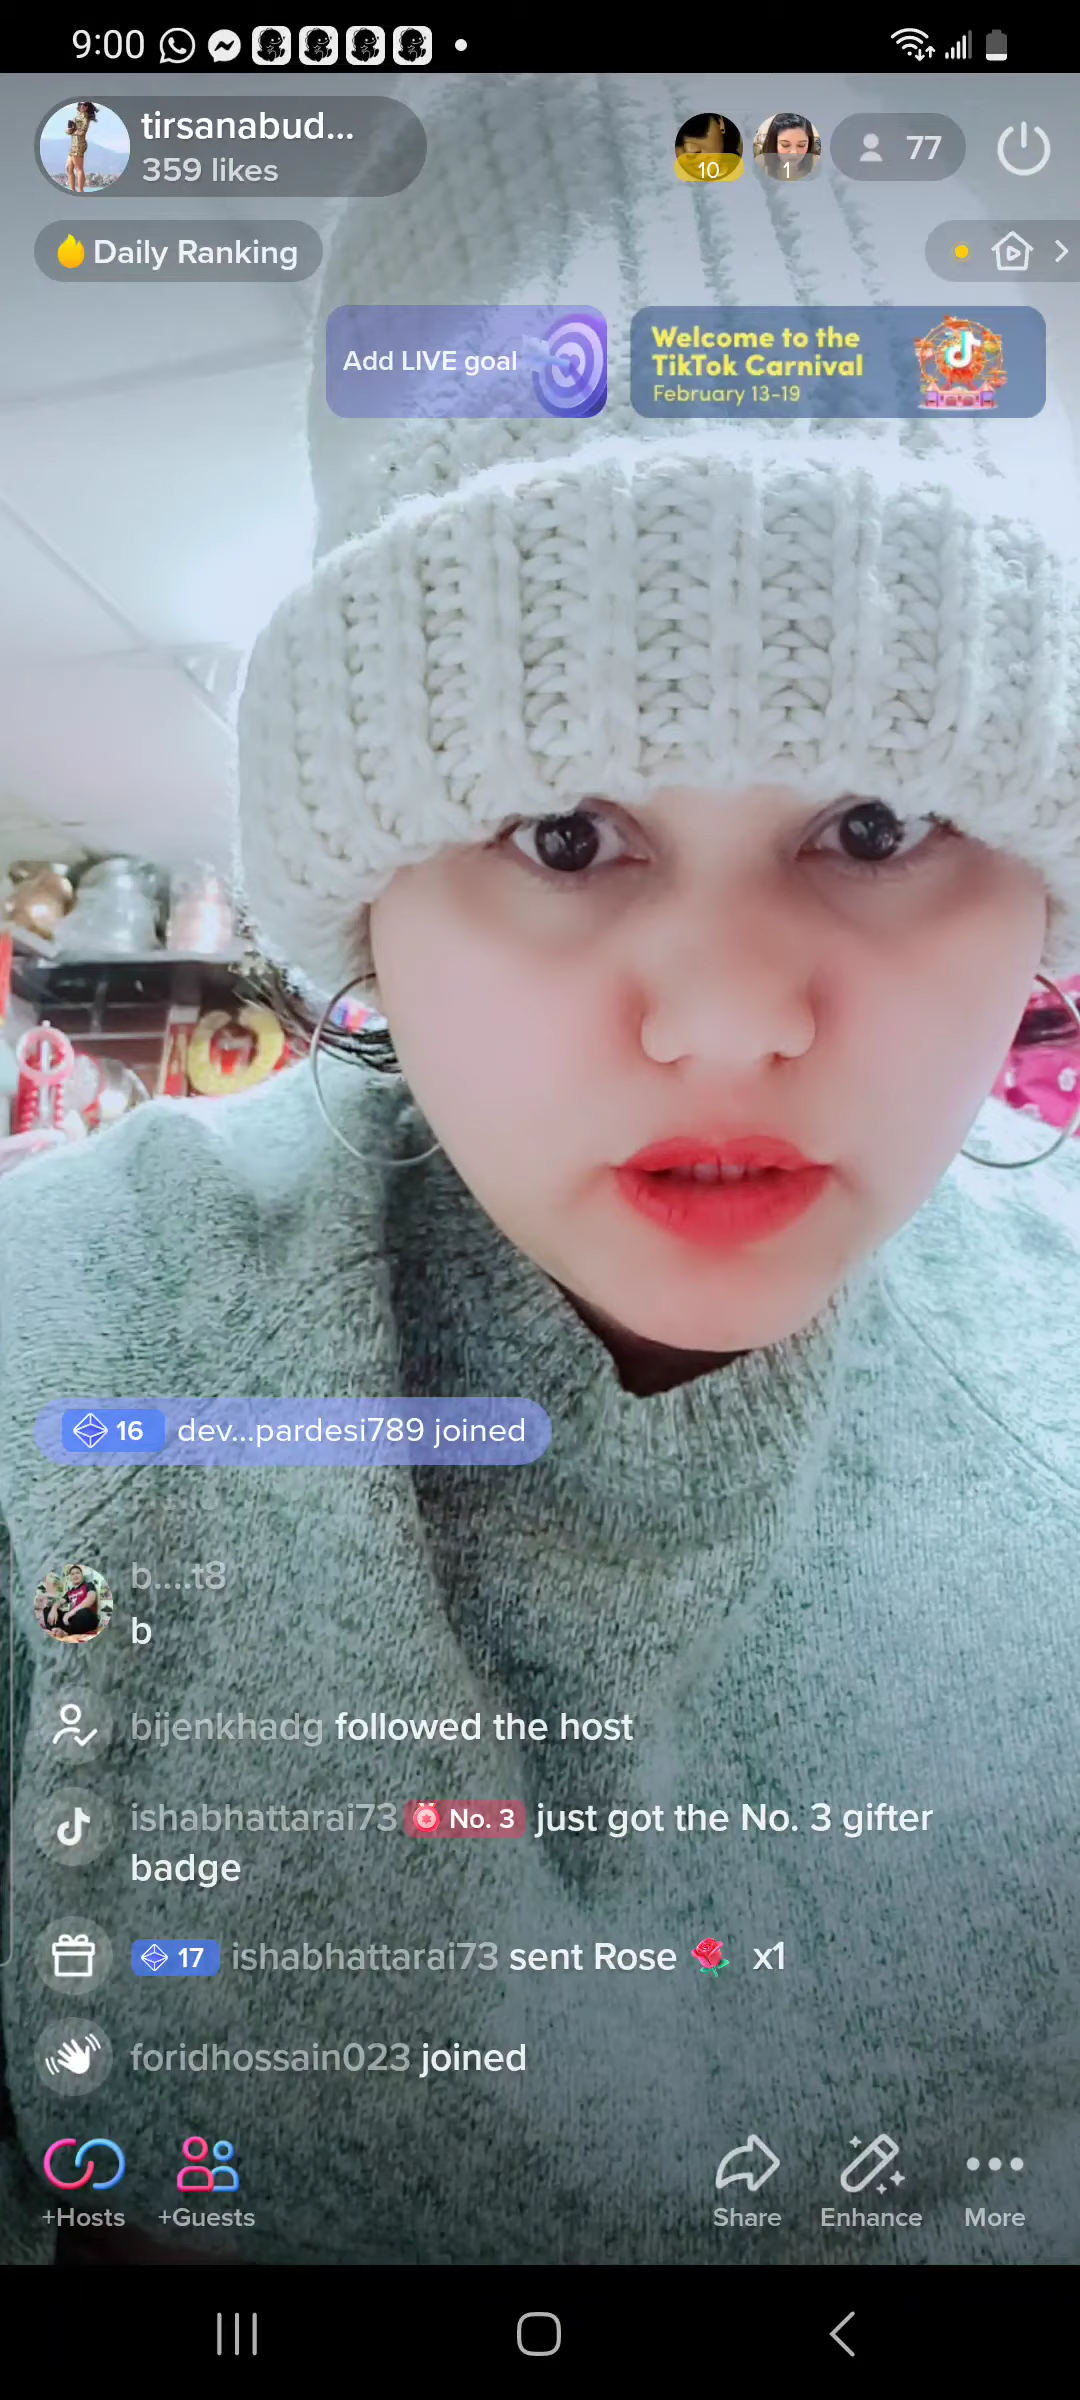 9:00
tirsanabud...
359 likes
10
1
77
Daily Ranking
Add LIVE goal
Welcome to the
TikTok Carnival
February 13-19
16 dev...pardesi789 joined
b....t8
b
bijenkhadg followed the host
ishabhattarai73 No. 3 just got the No. 3 gifter
badge
17 ishabhattarai73 sent Rose 🌹 x1
foridhossain023 joined
+Hosts
+Guests
Share
Enhance
More